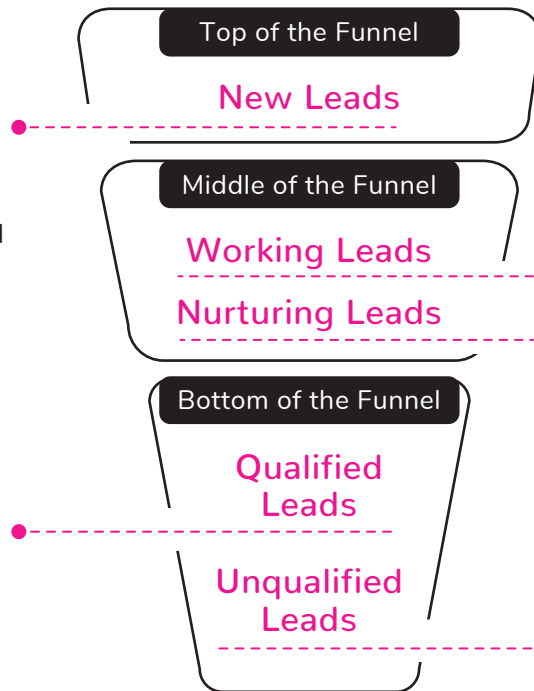 Top of the Funnel
New Leads
Middle of the Funnel
Working Leads
Nurturing Leads
Bottom of the Funnel
Qualified
Leads
Unqualified
Leads